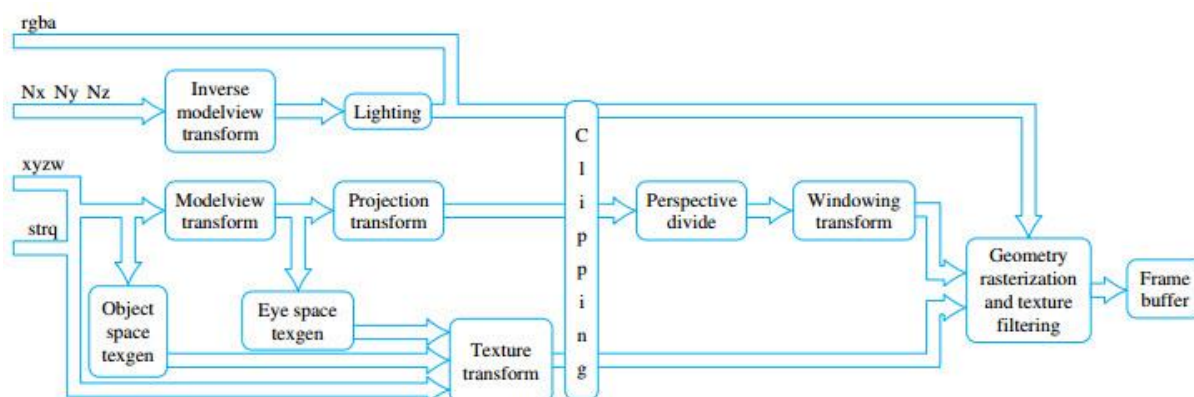 rgba
Nx Ny Nz
Inverse
modelview
transform
Lighting
C
l
i
p
p
i
n
g
xyzw
Modelview
transform
Projection
transform
Perspective
divide
Windowing
transform
strq
Object
space
texgen
Eye space
texgen
Texture
transform
Geometry
rasterization
and texture
filtering
Frame
buffer